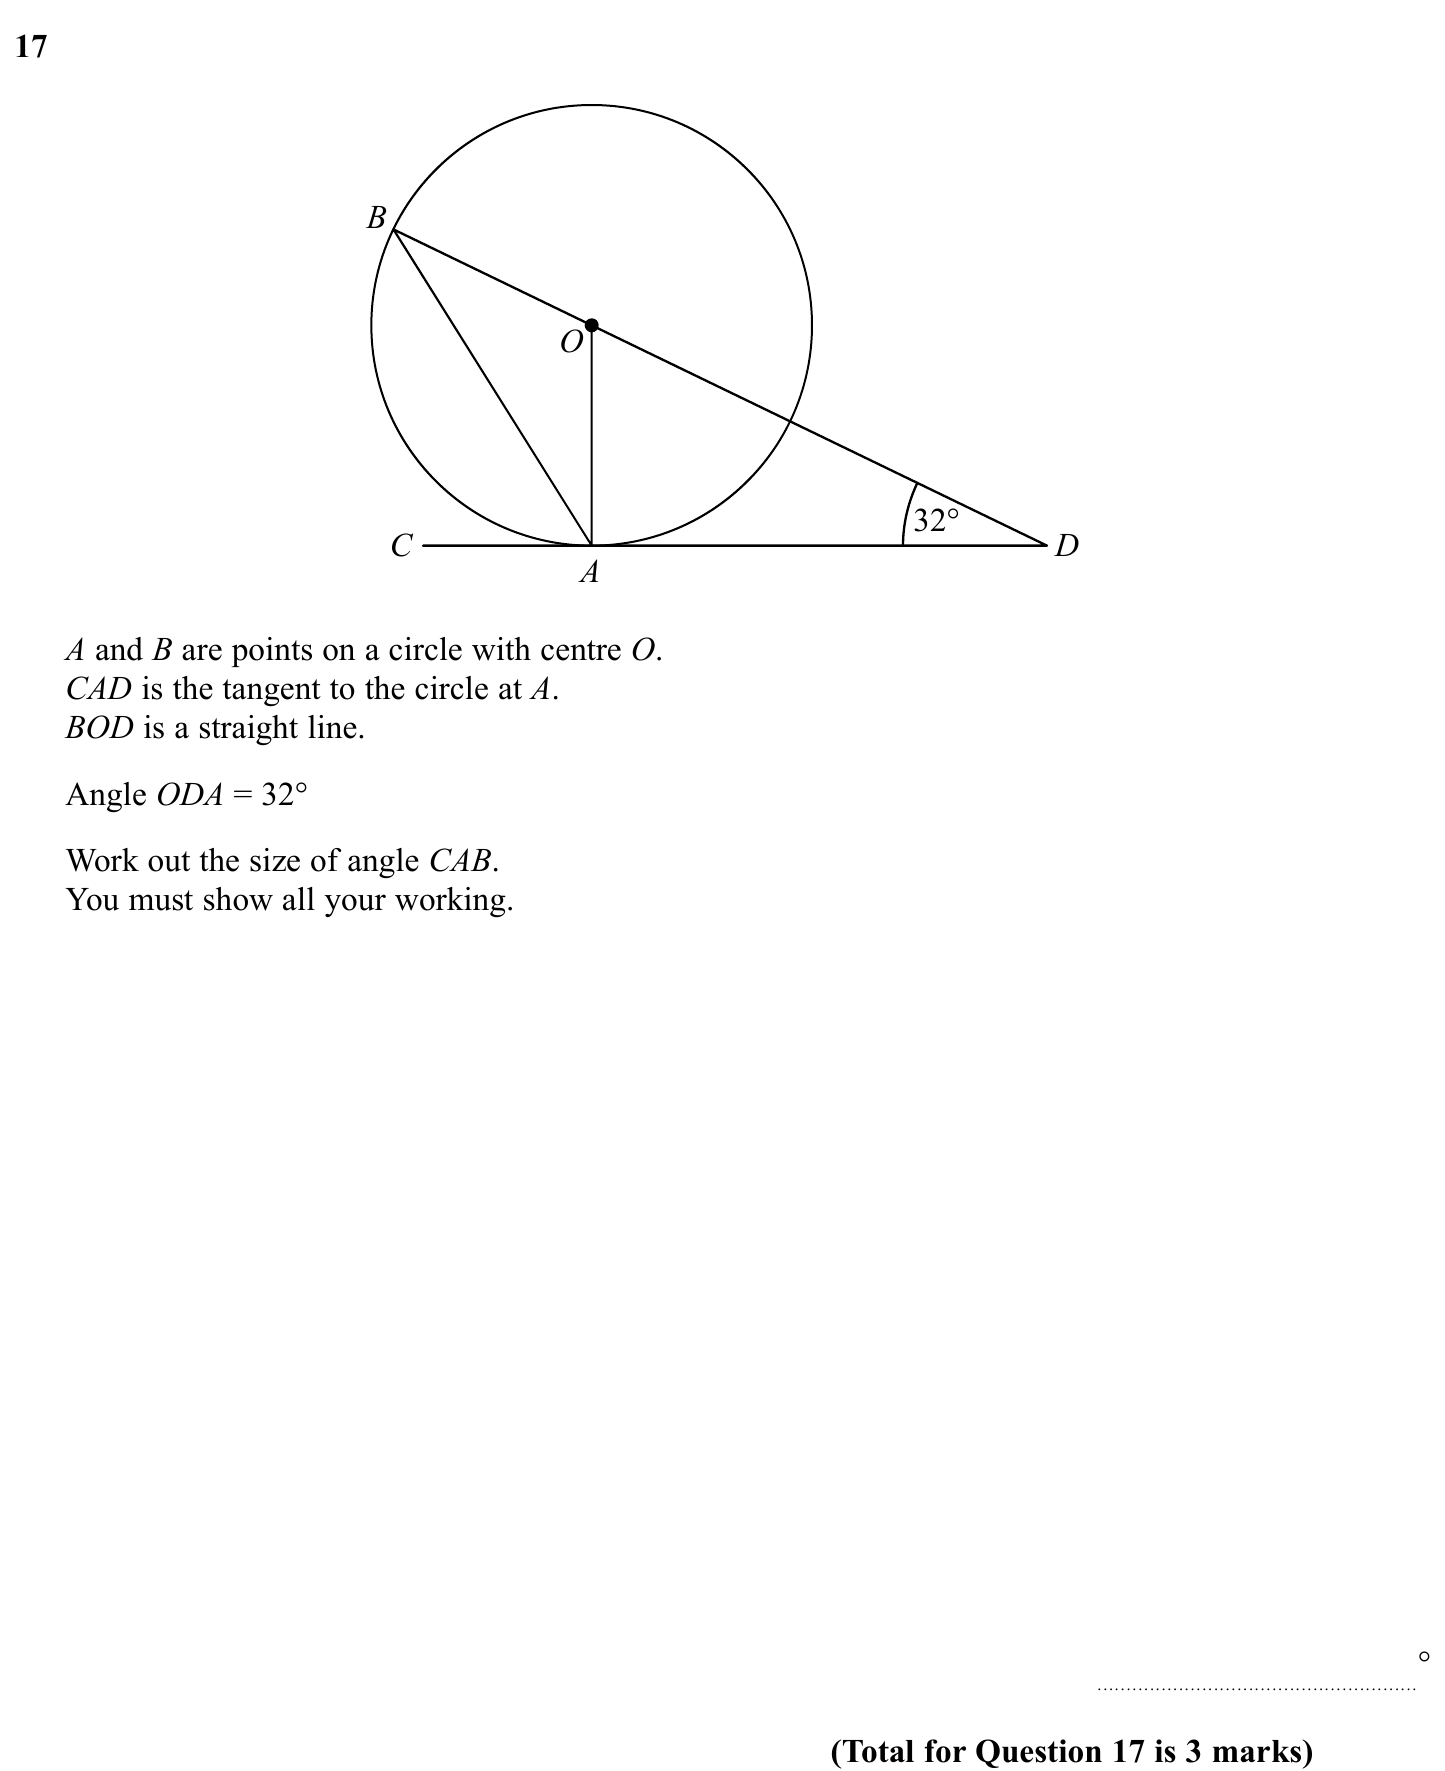 17
B
O
32°
C
D
A
A and B are points on a circle with centre O.
CAD is the tangent to the circle at A.
BOD is a straight line.
Angle ODA = 32°
Work out the size of angle CAB.
You must show all your working.
°
(Total for Question 17 is 3 marks)